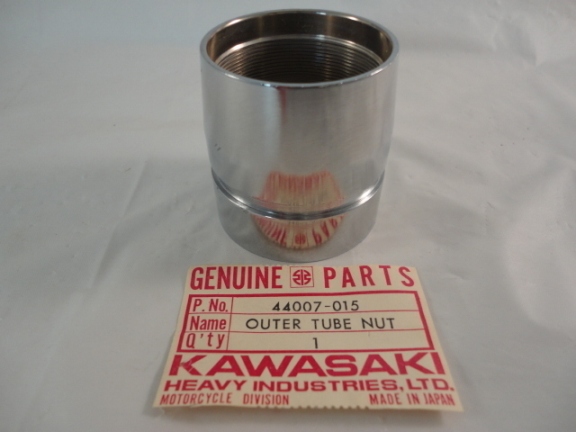 GENUINE PARTS
P. No. 44007-015
Name OUTER TUBE NUT
Q'ty 1
KAWASAKI
HEAVY INDUSTRIES, LTD.
MOTORCYCLE DIVISION MADE IN JAPAN